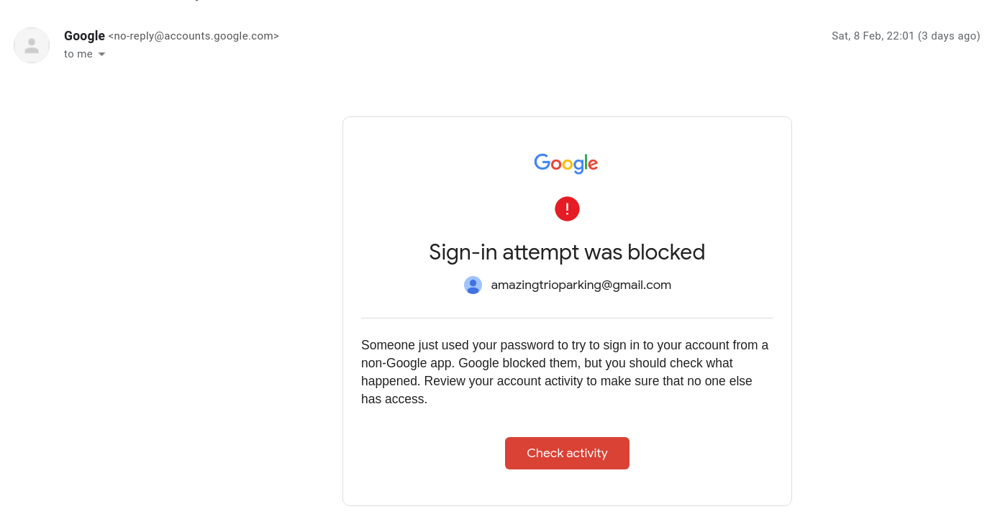 Google <no-reply@accounts.google.com>
Sat, 8 Feb, 22:01 (3 days ago)
to me
Google
Sign-in attempt was blocked
amazingtrioparking@gmail.com
Someone just used your password to try to sign in to your account from a
non-Google app. Google blocked them, but you should check what
happened. Review your account activity to make sure that no one else
has access.
Check activity